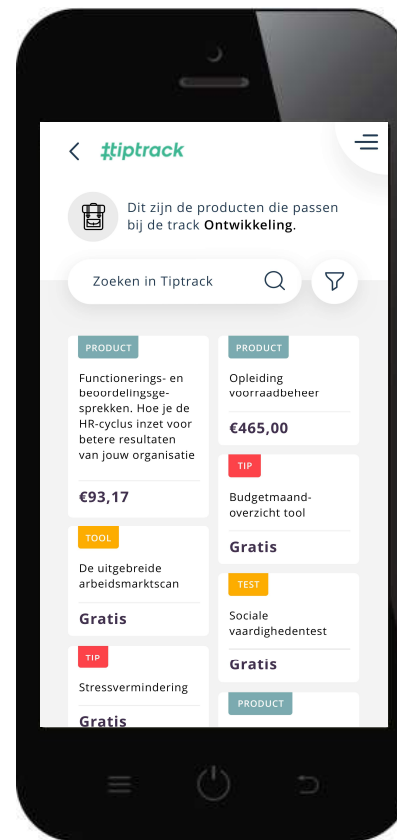 #tiptrack
Dit zijn de producten die passen
bij de track Ontwikkeling.
Zoeken in Tiptrack
PRODUCT
Functionerings- en
beoordelingsge-
sprekken. Hoe je de
HR-cyclus inzet voor
betere resultaten
van jouw organisatie
€93,17
TOOL
De uitgebreide
arbeidsmarktscan
Gratis
TIP
Stressvermindering
Gratis
PRODUCT
Opleiding
voorraadbeheer
€465,00
TIP
Budgetmaand-
overzicht tool
Gratis
TEST
Sociale
vaardighedentest
Gratis
PRODUCT